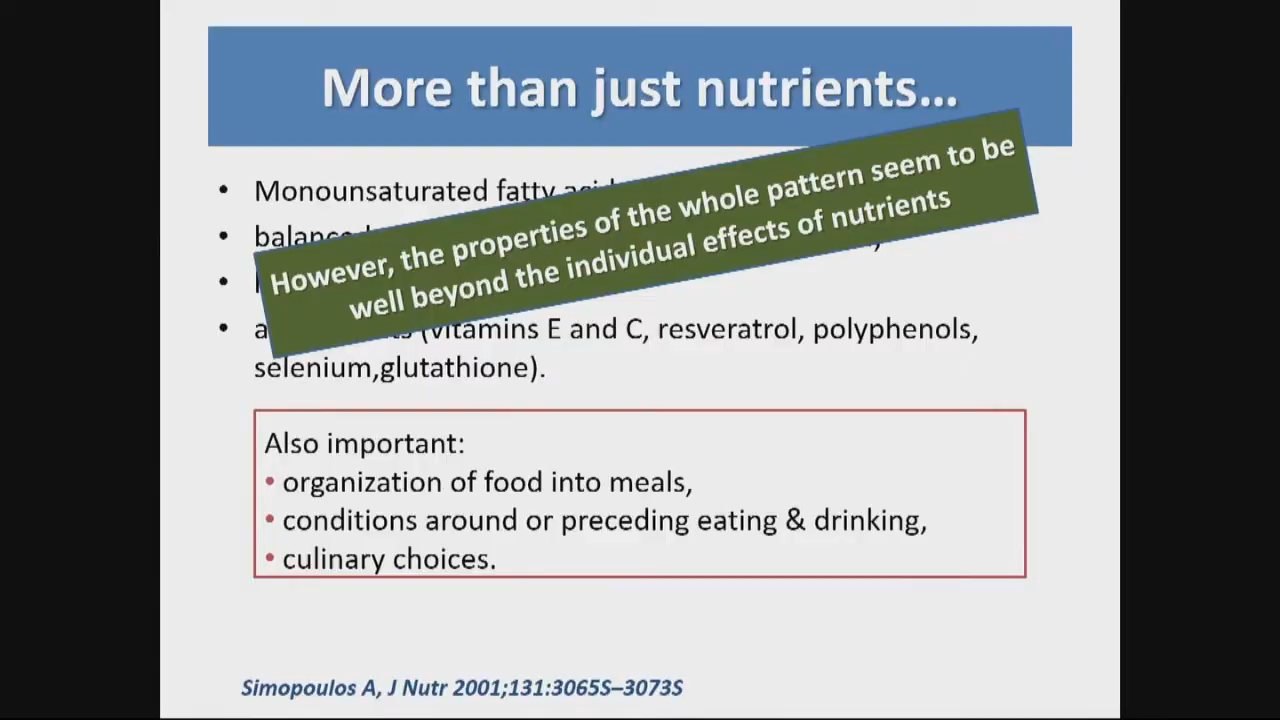 More than just nutrients...
• Monounsaturated fatty
However, the properties of the whole pattern seem to be
well beyond the individual effects of nutrients
•
•
• (vitamins E and C, resveratrol, polyphenols,
selenium,glutathione).
Also important:
• organization of food into meals,
• conditions around or preceding eating & drinking,
• culinary choices.
Simopoulos A, J Nutr 2001;131:3065S–3073S